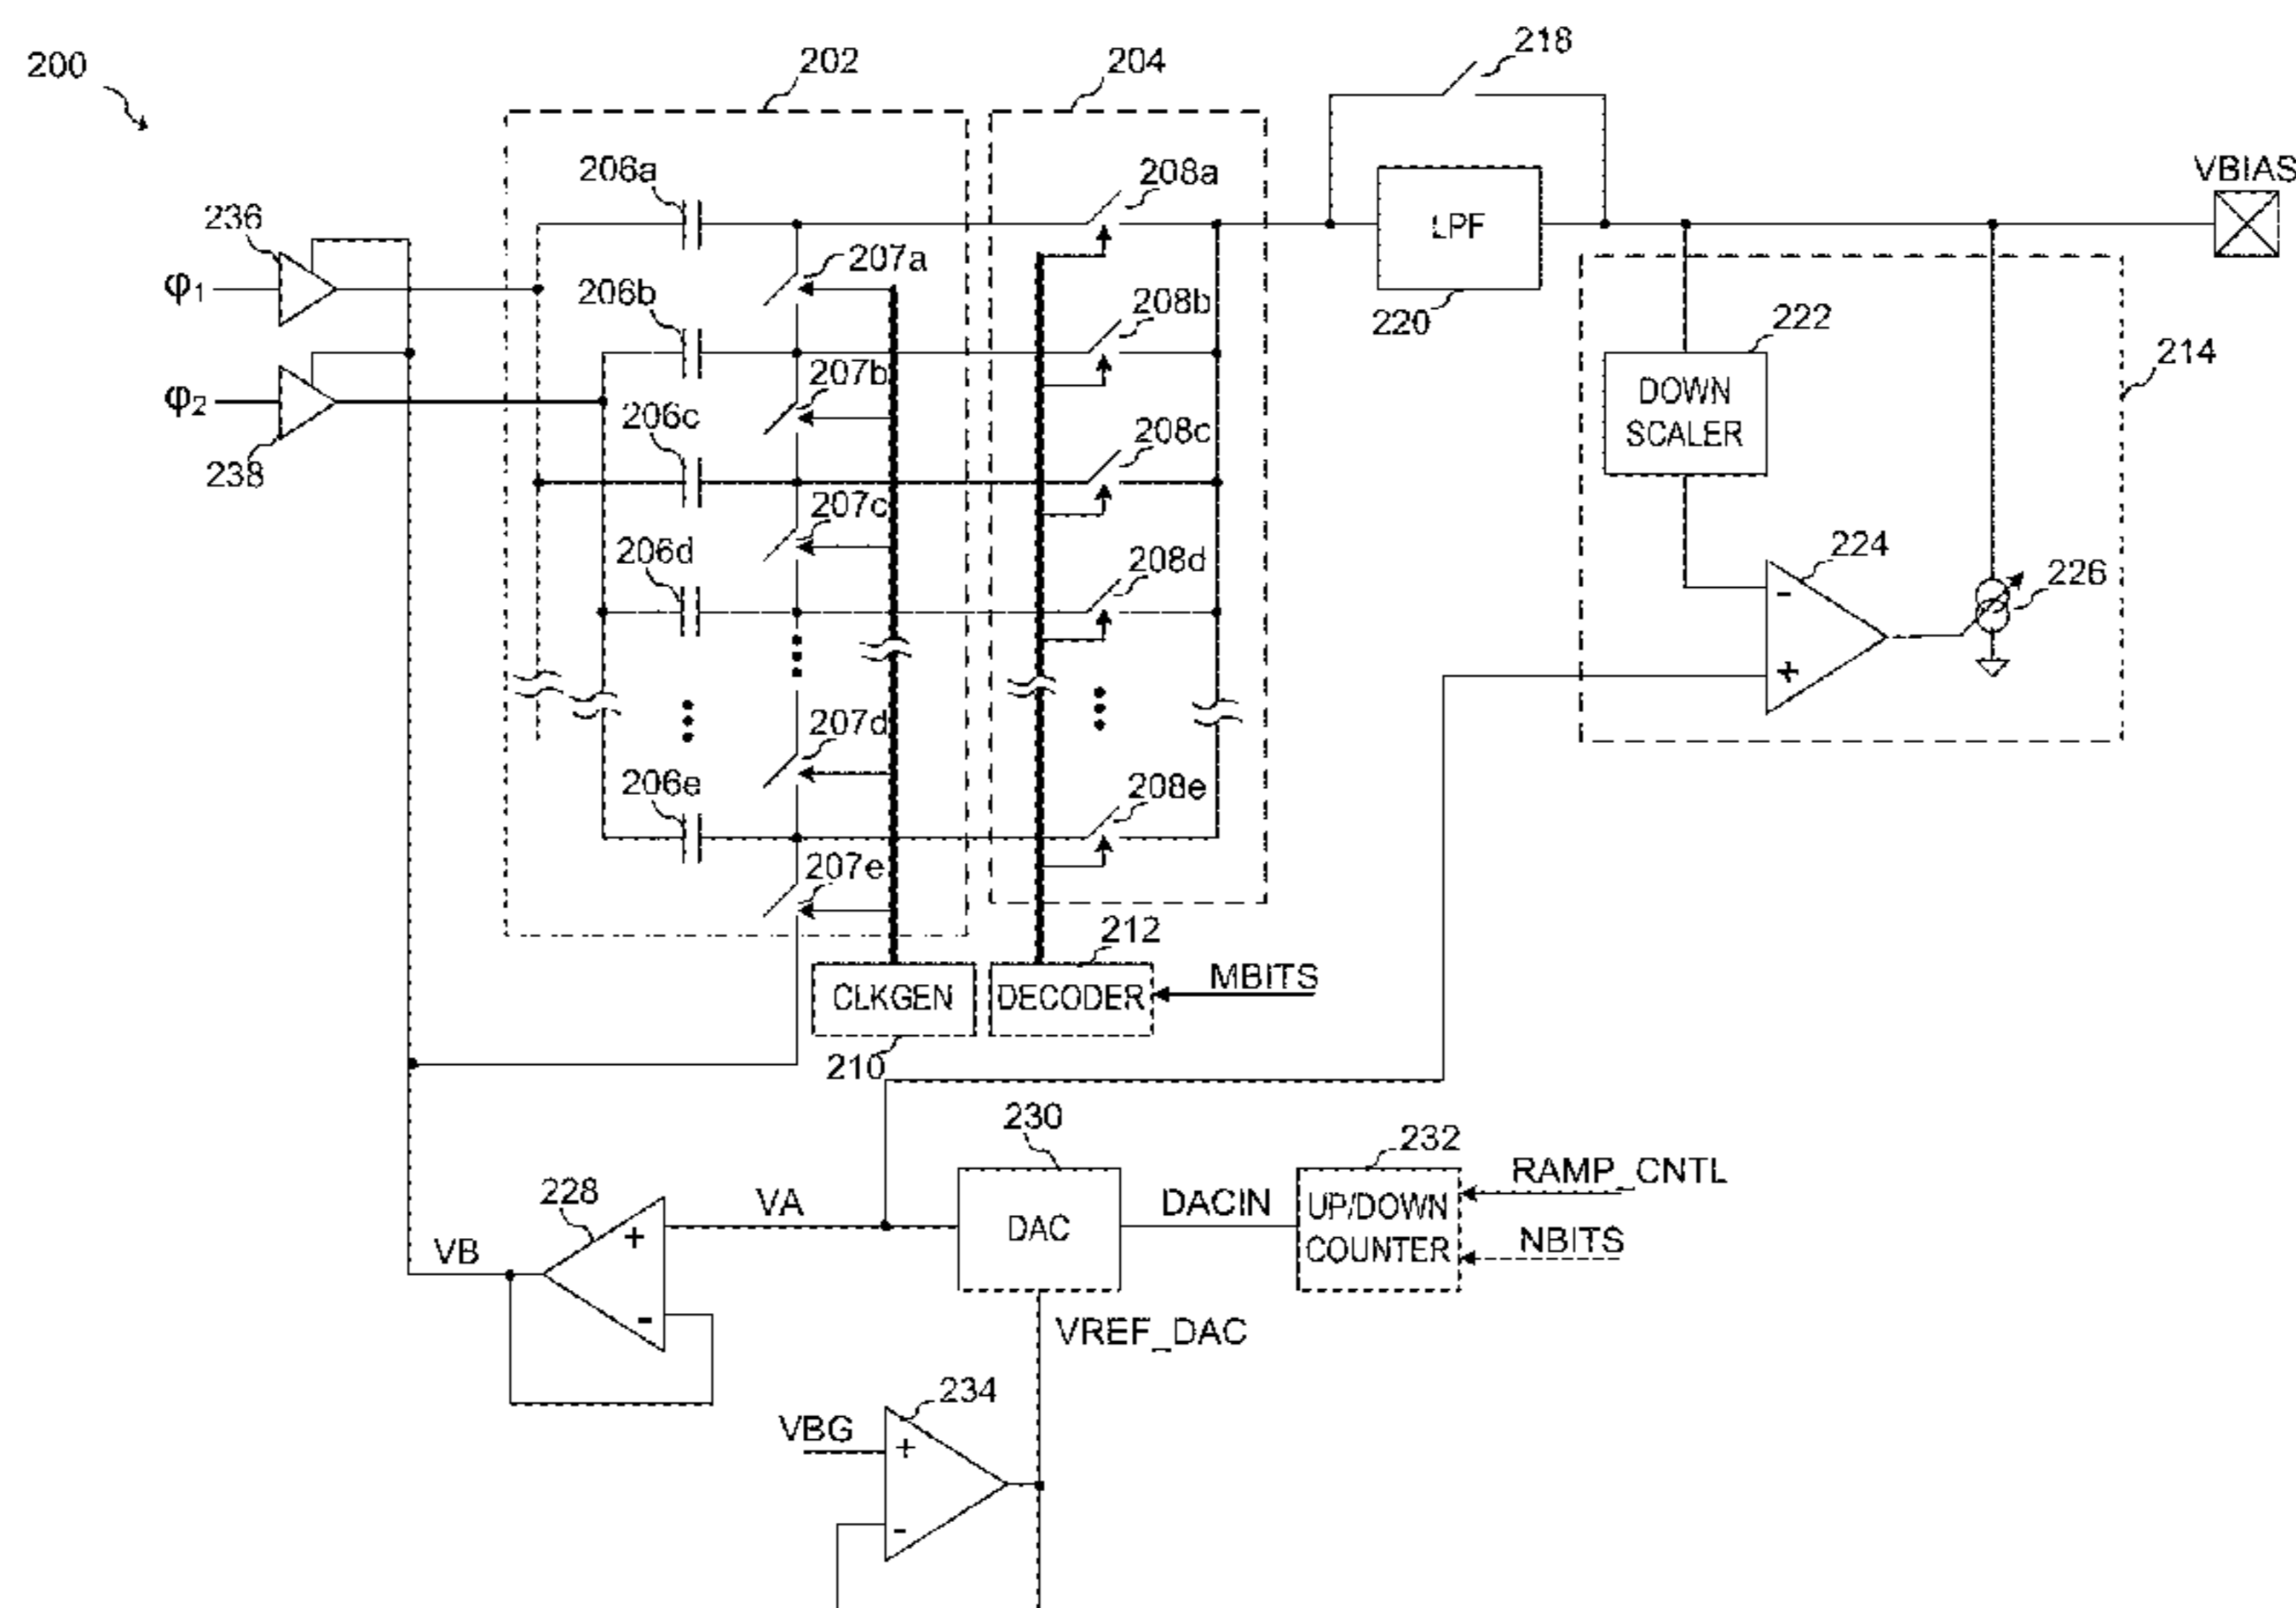 200
202
204
218
206a
208a
VBIAS
236
LPF
207a
φ1
206b
208b
220
222
214
207b
DOWN
SCALER
φ2
206c
208c
238
207c
206d
208d
224
226
-
+
207d
206e
208e
207e
212
CLKGEN
DECODER
MBITS
210
230
232
RAMP_CNTL
228
VA
DACIN
UP/DOWN
COUNTER
+
DAC
NBITS
VB
-
VREF_DAC
234
VBG
+
-